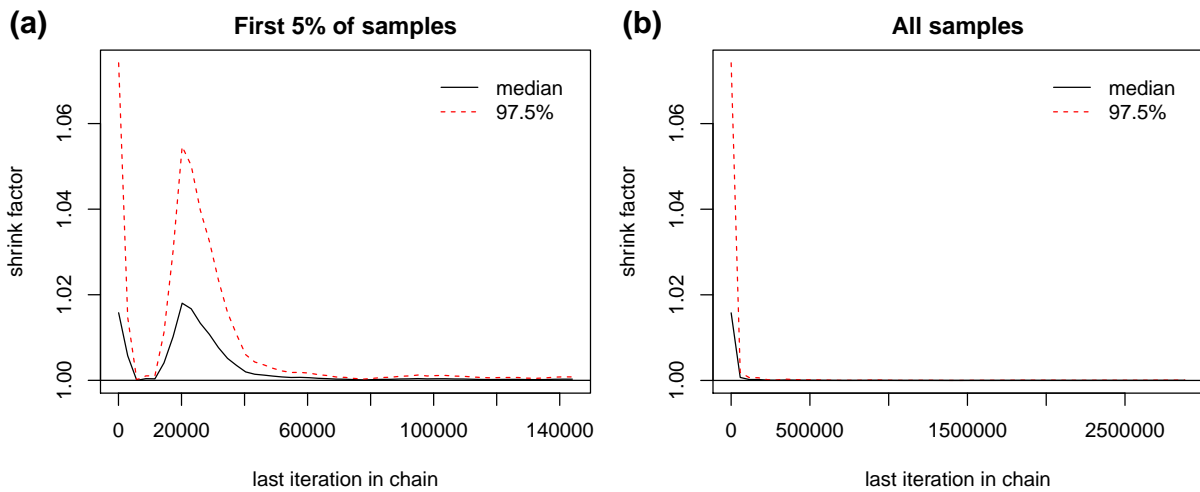 (a)
First 5% of samples
median
97.5%
1.06
1.04
1.02
1.00
shrink factor
0 20000 60000 100000 140000
last iteration in chain
(b)
All samples
median
97.5%
1.06
1.04
1.02
1.00
shrink factor
0 500000 1500000 2500000
last iteration in chain